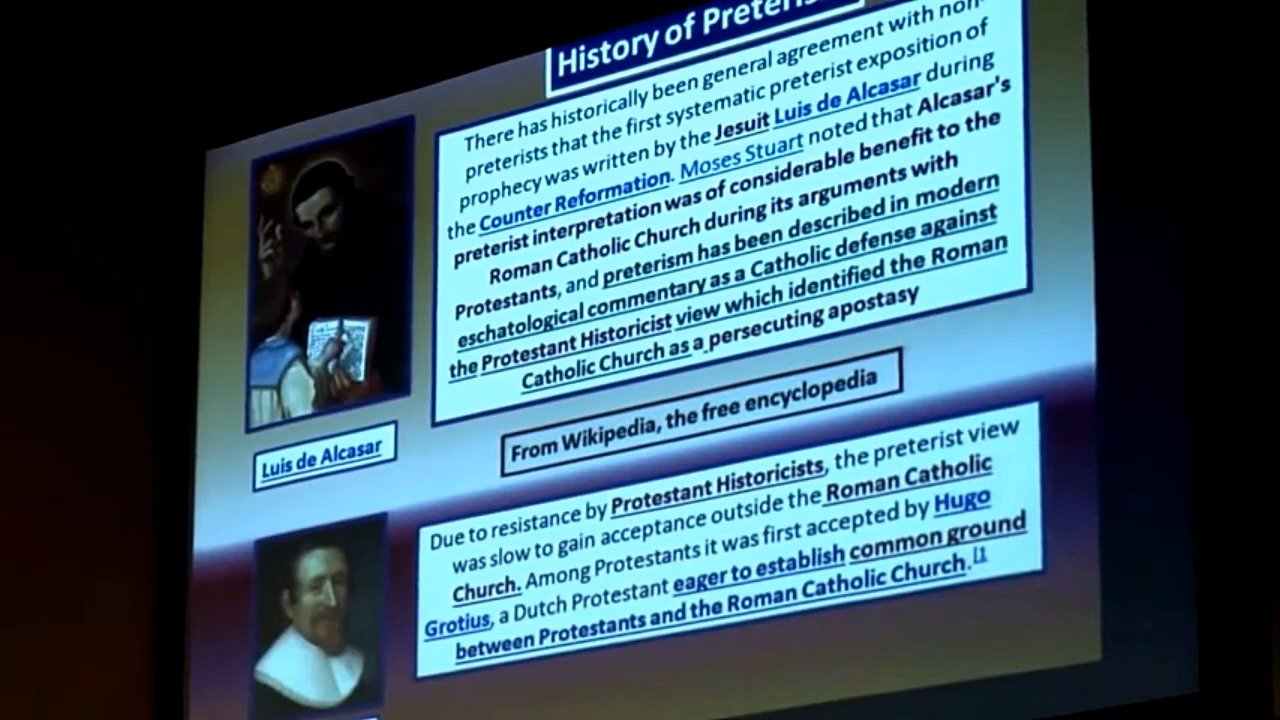 History of Preteris
There has historically been general agreement with non-
preterists that the first systematic preterist exposition of
prophecy was written by the Jesuit Luis de Alcasar during
the Counter Reformation. Moses Stuart noted that Alcasar's
preterist interpretation was of considerable benefit to the
Roman Catholic Church during its arguments with
Protestants, and preterism has been described in modern
eschatological commentary as a Catholic defense against
the Protestant Historicist view which identified the Roman
Catholic Church as a persecuting apostasy
From Wikipedia, the free encyclopedia
Luis de Alcasar
Due to resistance by Protestant Historicists, the preterist view
was slow to gain acceptance outside the Roman Catholic
Church. Among Protestants it was first accepted by Hugo
Grotius, a Dutch Protestant eager to establish common ground
between Protestants and the Roman Catholic Church.[1